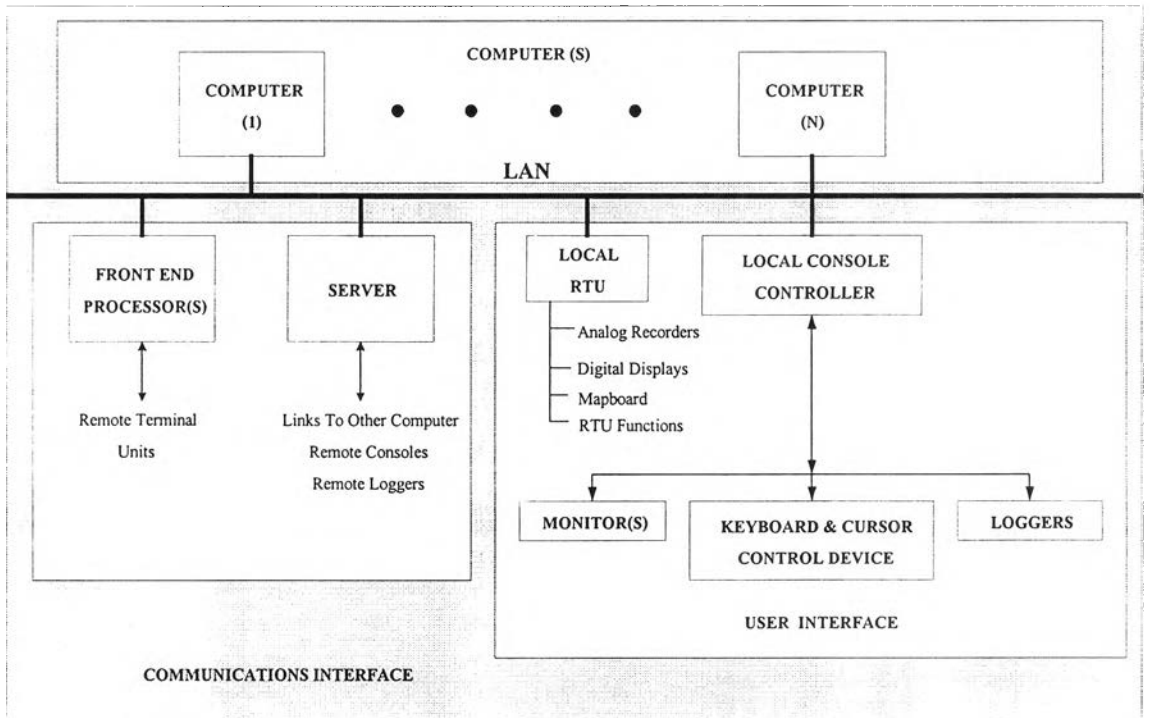 COMPUTER (S)
COMPUTER
(1)
COMPUTER
(N)
LAN
FRONT END
PROCESSOR(S)
SERVER
LOCAL
RTU
LOCAL CONSOLE
CONTROLLER
Analog Recorders
Digital Displays
Mapboard
RTU Functions
Remote Terminal
Units
Links To Other Computer
Remote Consoles
Remote Loggers
MONITOR(S)
KEYBOARD & CURSOR
CONTROL DEVICE
LOGGERS
USER INTERFACE
COMMUNICATIONS INTERFACE